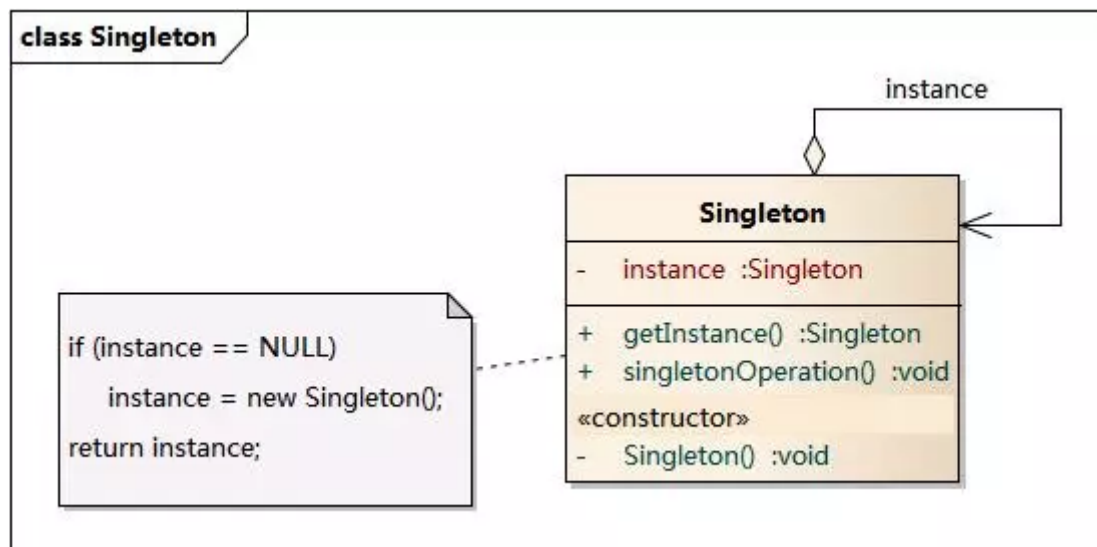 class Singleton
instance
Singleton
- instance :Singleton
+ getInstance() :Singleton
+ singletonOperation() :void
«constructor»
- Singleton() :void
if (instance == NULL)
instance = new Singleton();
return instance;